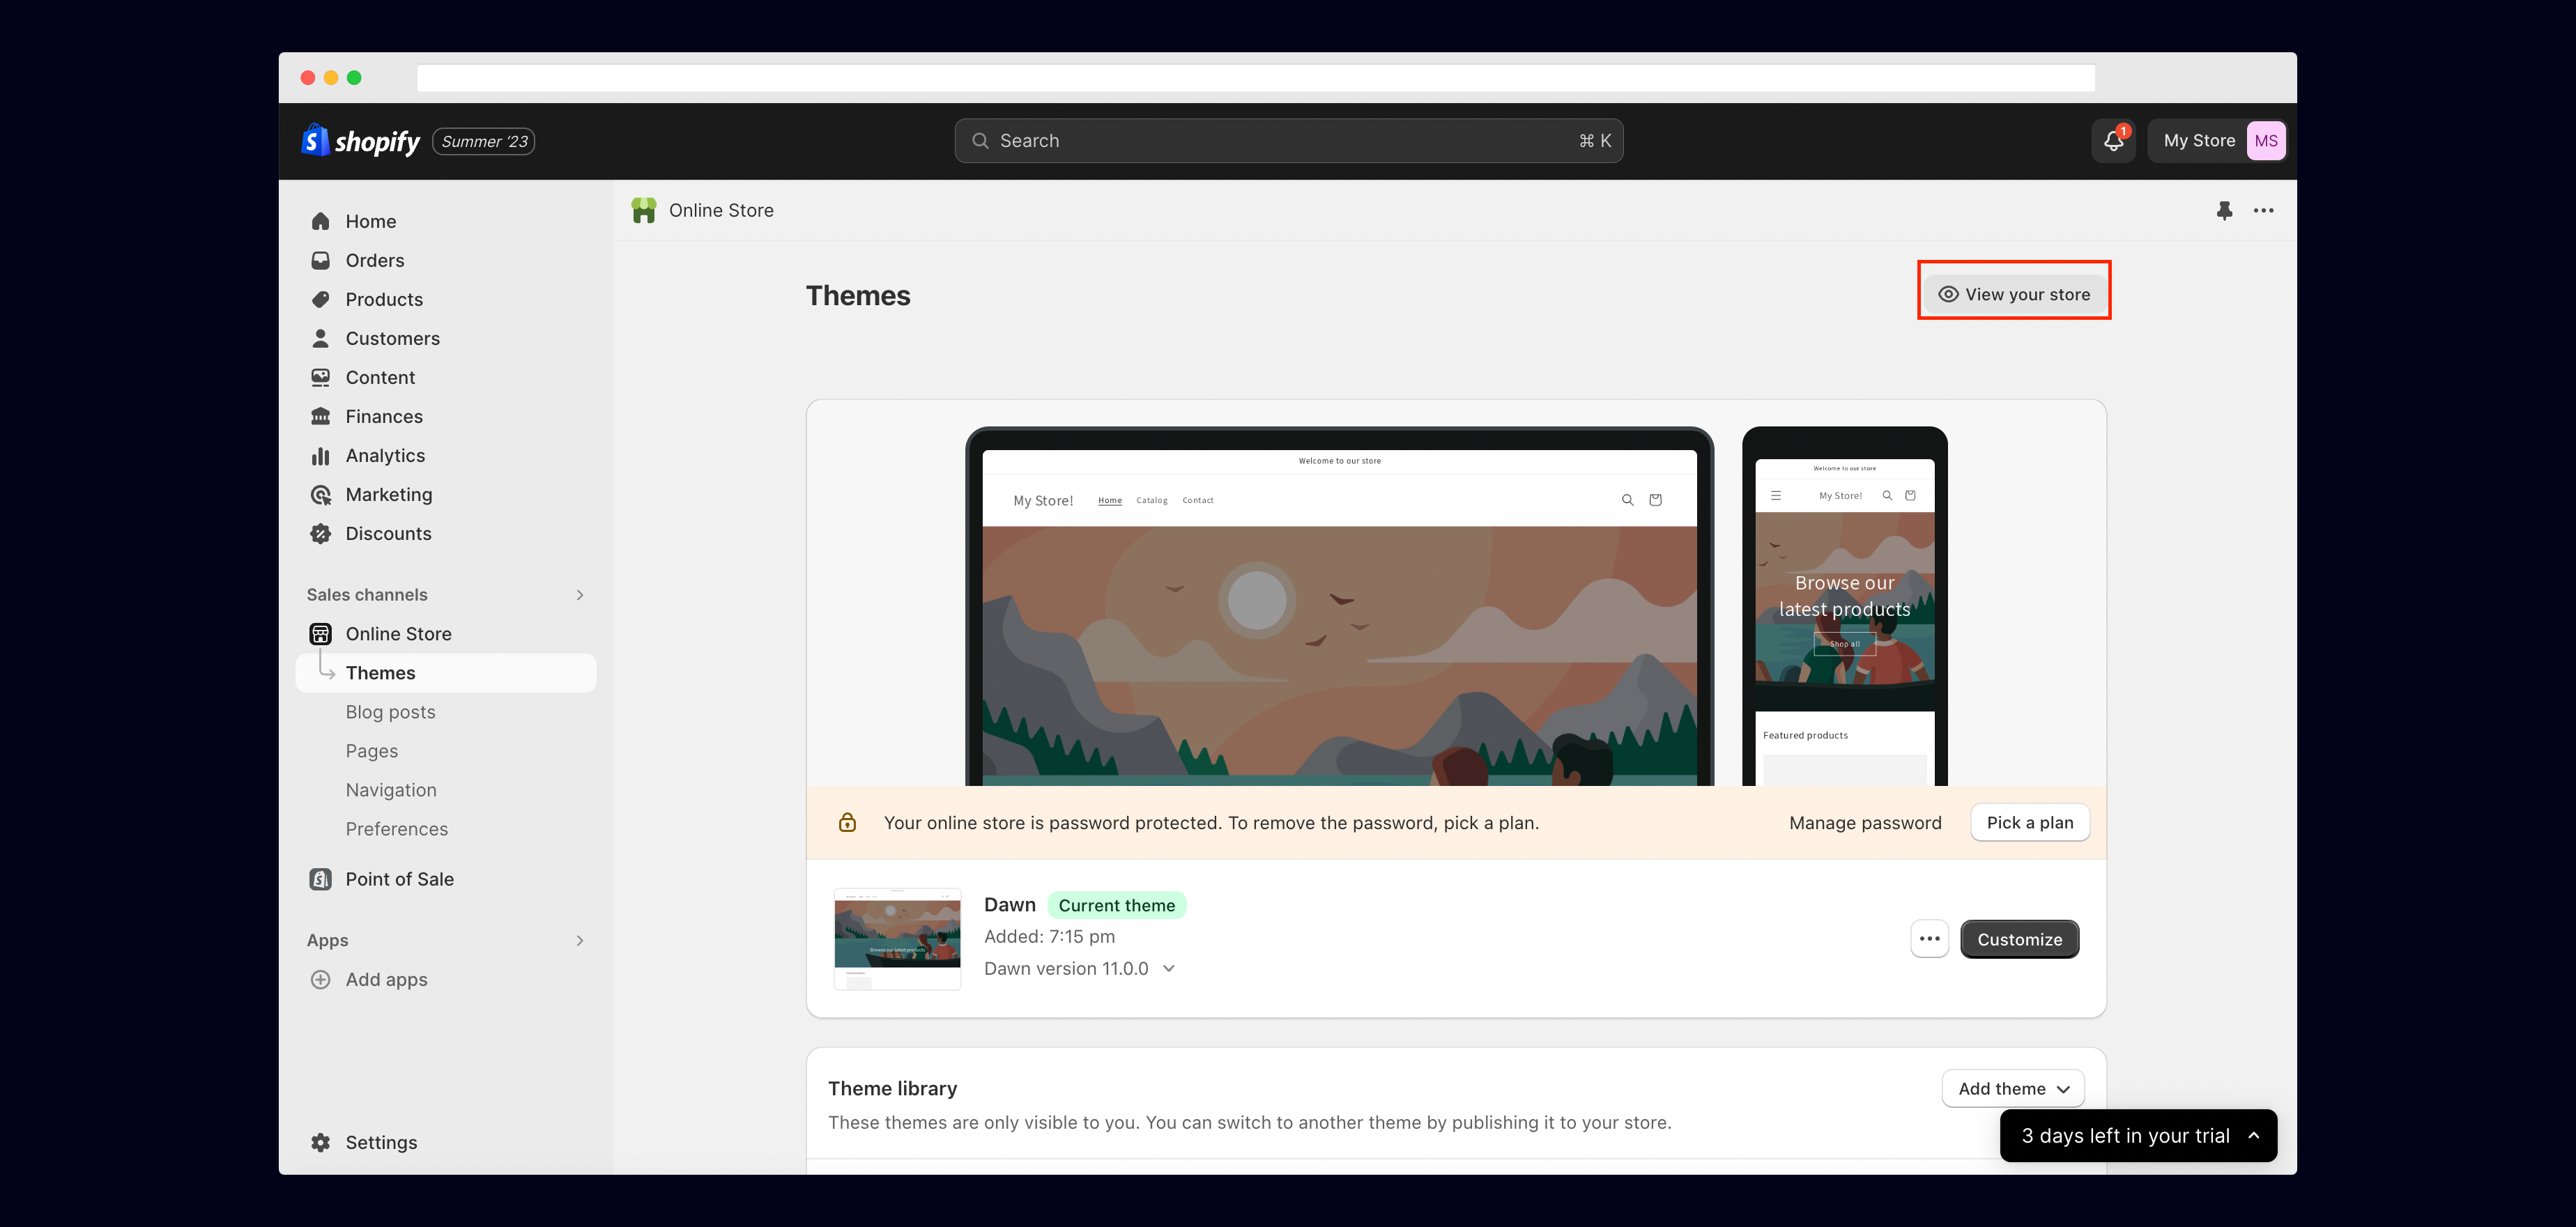 shopify Summer ‘23
Search ⌘ K
1
My Store MS
Home
Orders
Products
Customers
Content
Finances
Analytics
Marketing
Discounts
Sales channels
Online Store
Themes
Blog posts
Pages
Navigation
Preferences
Point of Sale
Apps
Add apps
Settings
Online Store
Themes
View your store
Welcome to our store
My Store! Home Catalog Contact
Welcome to our store
My Store!
Browse our
latest products
Shop all
Featured products
Your online store is password protected. To remove the password, pick a plan.
Manage password Pick a plan
Browse our latest products
Dawn Current theme
Added: 7:15 pm
Dawn version 11.0.0
Customize
Theme library
Add theme
These themes are only visible to you. You can switch to another theme by publishing it to your store.
3 days left in your trial